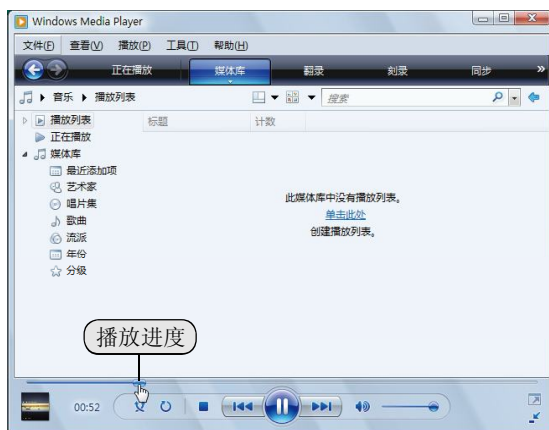 Windows Media Player
文件(F) 查看(V) 播放(P) 工具(T) 帮助(H)
正在播放 媒体库 翻录 刻录 同步 »
音乐 播放列表 搜索
播放列表 标题 计数
正在播放
媒体库
最近添加项
艺术家
唱片集
歌曲
流派
年份
分级
此媒体库中没有播放列表。
单击此处
创建播放列表。
播放进度
00:52